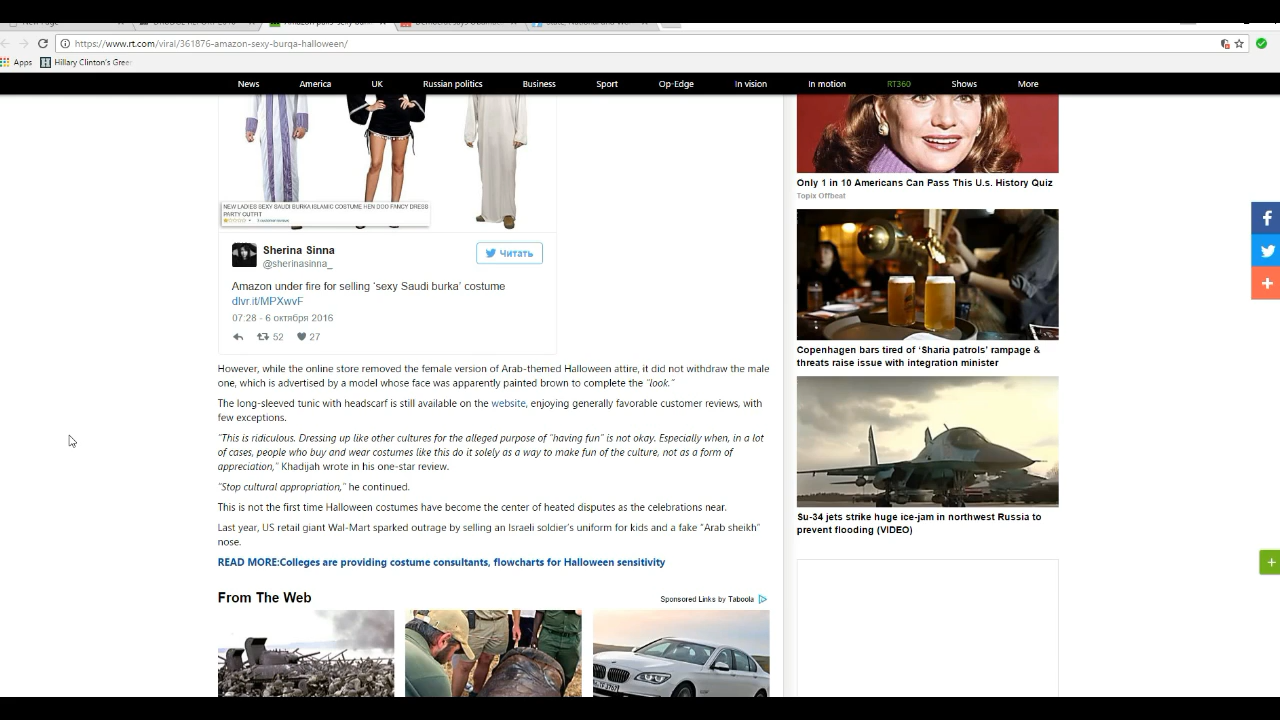 https://www.rt.com/viral/361876-amazon-sexy-burqa-halloween/
Apps Hillary Clinton's Gree
News America UK Russian politics Business Sport Op-Edge In vision In motion RT360 Shows More
NEW LADIES SEXY SAUDI BURKA ISLAMIC COSTUME HEN DOO FANCY DRESS
PARTY OUTFIT
Sherina Sinna
@sherinasinna_
Читать
Amazon under fire for selling 'sexy Saudi burka' costume
dlvr.it/MPXwvF
07:28 - 6 октября 2016
52 27
However, while the online store removed the female version of Arab-themed Halloween attire, it did not withdraw the male
one, which is advertised by a model whose face was apparently painted brown to complete the "look."
The long-sleeved tunic with headscarf is still available on the website, enjoying generally favorable customer reviews, with
few exceptions.
"This is ridiculous. Dressing up like other cultures for the alleged purpose of "having fun" is not okay. Especially when, in a lot
of cases, people who buy and wear costumes like this do it solely as a way to make fun of the culture, not as a form of
appreciation," Khadijah wrote in his one-star review.
"Stop cultural appropriation," he continued.
This is not the first time Halloween costumes have become the center of heated disputes as the celebrations near.
Last year, US retail giant Wal-Mart sparked outrage by selling an Israeli soldier's uniform for kids and a fake "Arab sheikh"
nose.
READ MORE:Colleges are providing costume consultants, flowcharts for Halloween sensitivity
From The Web
Sponsored Links by Taboola
Only 1 in 10 Americans Can Pass This U.S. History Quiz
Topix Offbeat
Copenhagen bars tired of 'Sharia patrols' rampage &
threats raise issue with integration minister
Su-34 jets strike huge ice-jam in northwest Russia to
prevent flooding (VIDEO)